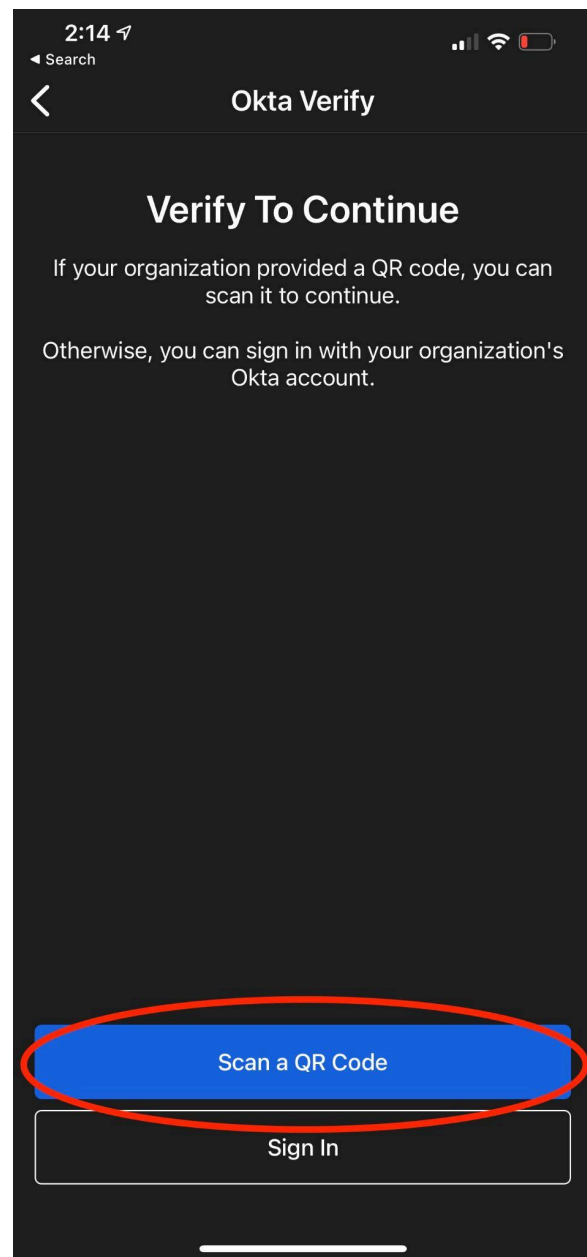 2:14
◀ Search
Okta Verify
Verify To Continue
If your organization provided a QR code, you can
scan it to continue.
Otherwise, you can sign in with your organization's
Okta account.
Scan a QR Code
Sign In